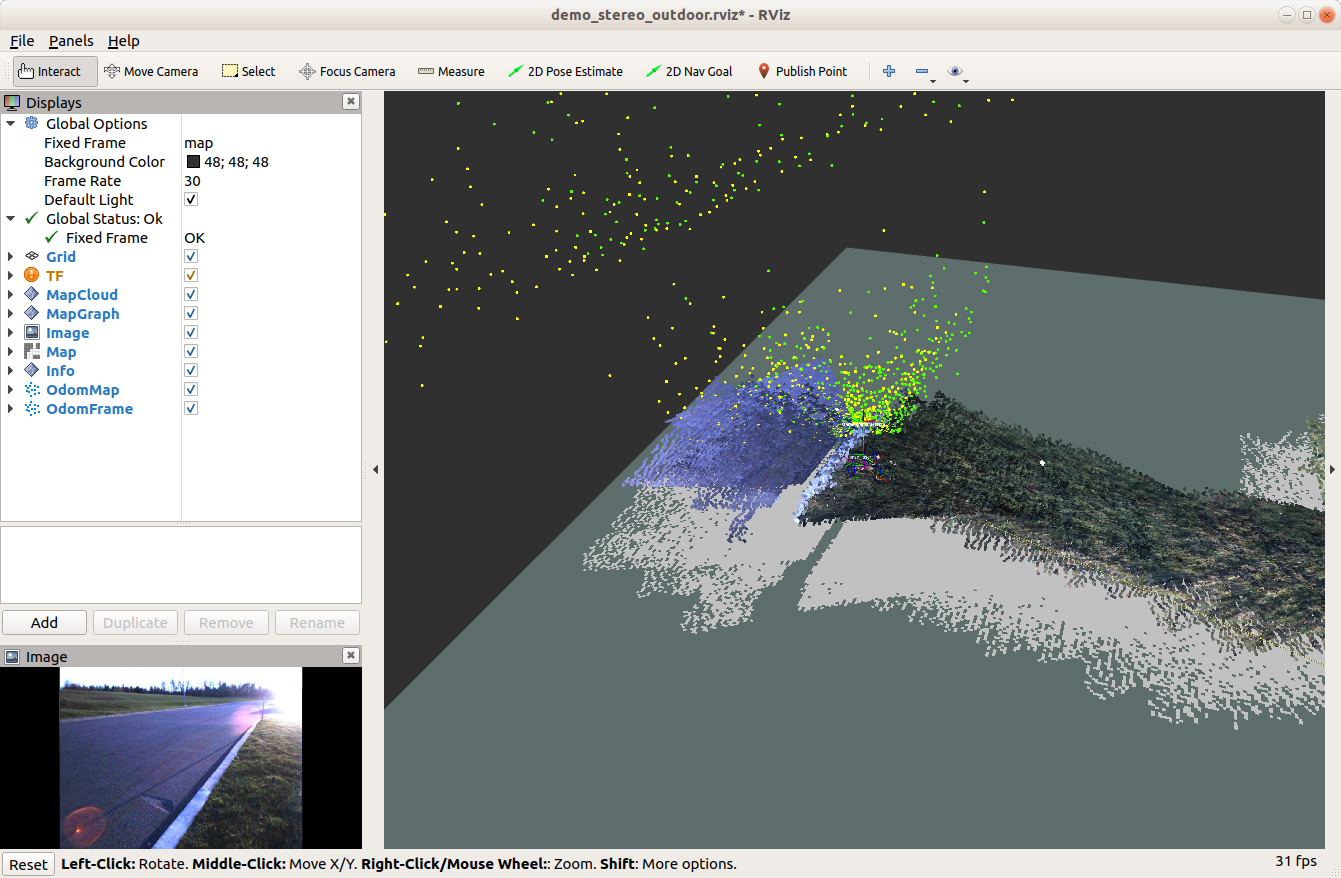 demo_stereo_outdoor.rviz* - RViz
File Panels Help
Interact Move Camera Select Focus Camera Measure 2D Pose Estimate 2D Nav Goal Publish Point
Displays
Global Options
Fixed Frame map
Background Color 48; 48; 48
Frame Rate 30
Default Light
Global Status: Ok
Fixed Frame OK
Grid
TF
MapCloud
MapGraph
Image
Map
Info
OdomMap
OdomFrame
Add Duplicate Remove Rename
Image
Reset Left-Click: Rotate. Middle-Click: Move X/Y. Right-Click/Mouse Wheel:: Zoom. Shift: More options. 31 fps